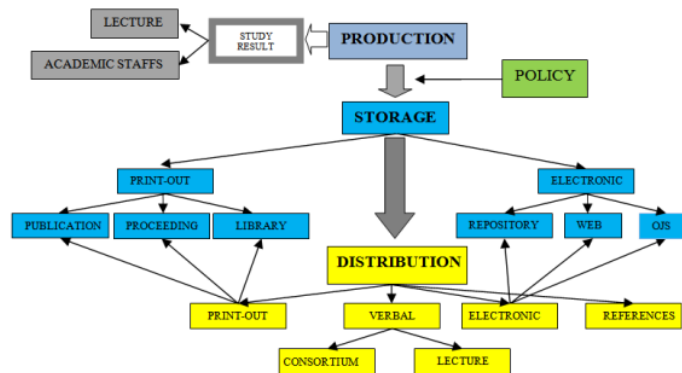 LECTURE
STUDY
RESULT
PRODUCTION
ACADEMIC STAFFS
POLICY
STORAGE
PRINT-OUT
ELECTRONIC
PUBLICATION
PROCEEDING
LIBRARY
REPOSITORY
WEB
OJS
DISTRIBUTION
PRINT-OUT
VERBAL
ELECTRONIC
REFERENCES
CONSORTIUM
LECTURE